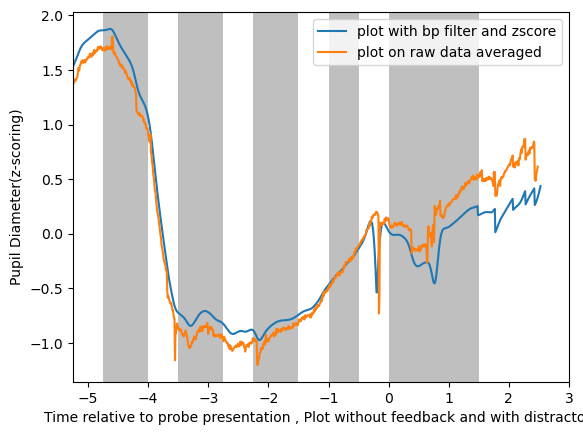 plot with bp filter and zscore
plot on raw data averaged
2.0
1.5
1.0
0.5
0.0
−0.5
−1.0
Pupil Diameter(z-scoring)
−5 −4 −3 −2 −1 0 1 2 3
Time relative to probe presentation , Plot without feedback and with distracto